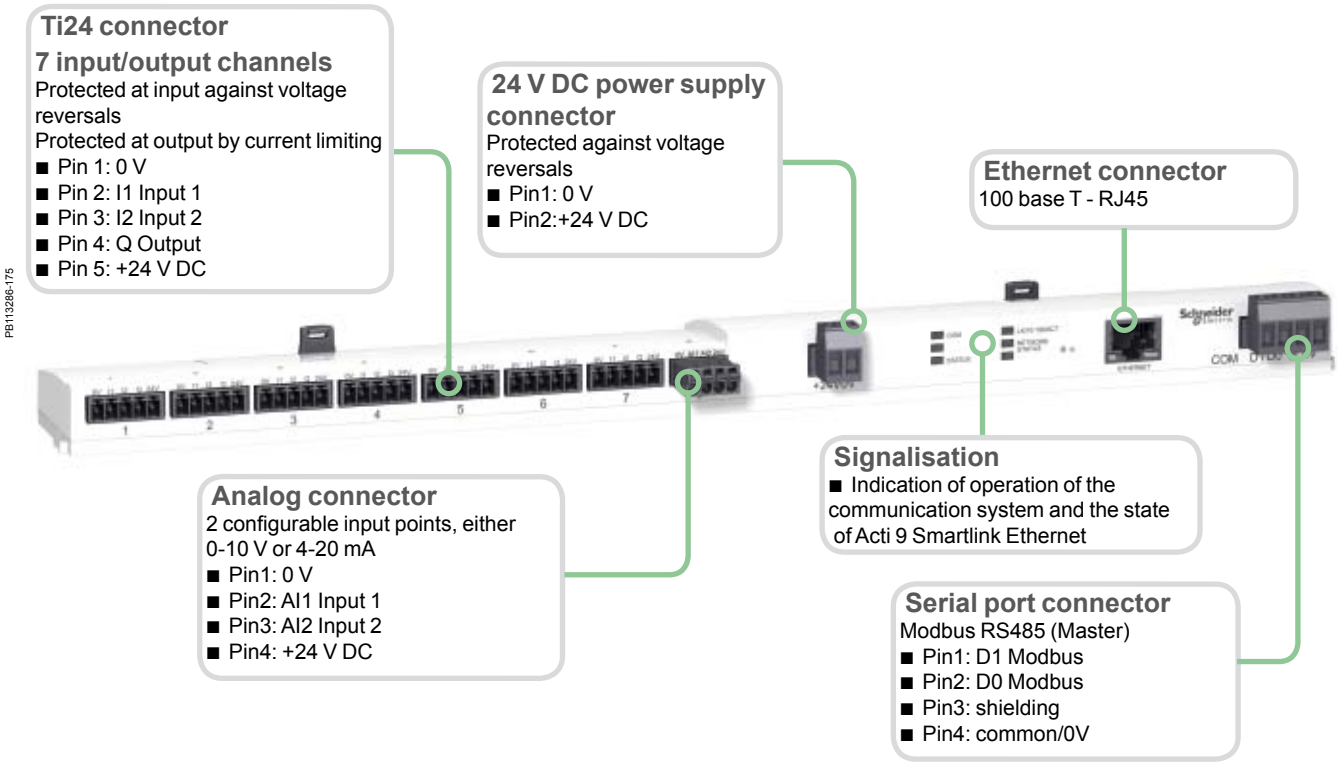 Ti24 connector
7 input/output channels
Protected at input against voltage
reversals
Protected at output by current limiting
■ Pin 1: 0 V
■ Pin 2: I1 Input 1
■ Pin 3: I2 Input 2
■ Pin 4: Q Output
■ Pin 5: +24 V DC
24 V DC power supply
connector
Protected against voltage
reversals
■ Pin1: 0 V
■ Pin2:+24 V DC
Ethernet connector
100 base T - RJ45
PB113286-175
Schneider
Electric
STATUS
NETWORK
STATUS
ETHERNET
COM
1
2
3
4
5
6
7
Analog connector
2 configurable input points, either
0-10 V or 4-20 mA
■ Pin1: 0 V
■ Pin2: AI1 Input 1
■ Pin3: AI2 Input 2
■ Pin4: +24 V DC
Signalisation
■ Indication of operation of the
communication system and the state
of Acti 9 Smartlink Ethernet
Serial port connector
Modbus RS485 (Master)
■ Pin1: D1 Modbus
■ Pin2: D0 Modbus
■ Pin3: shielding
■ Pin4: common/0V